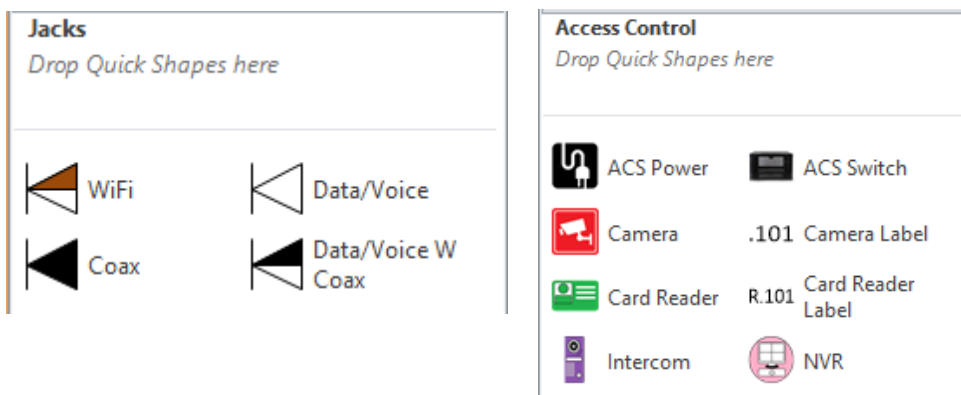 Jacks
Drop Quick Shapes here
WiFi
Data/Voice
Coax
Data/Voice W
Coax
Access Control
Drop Quick Shapes here
ACS Power
ACS Switch
Camera
.101 Camera Label
Card Reader
R.101 Card Reader
Label
Intercom
NVR